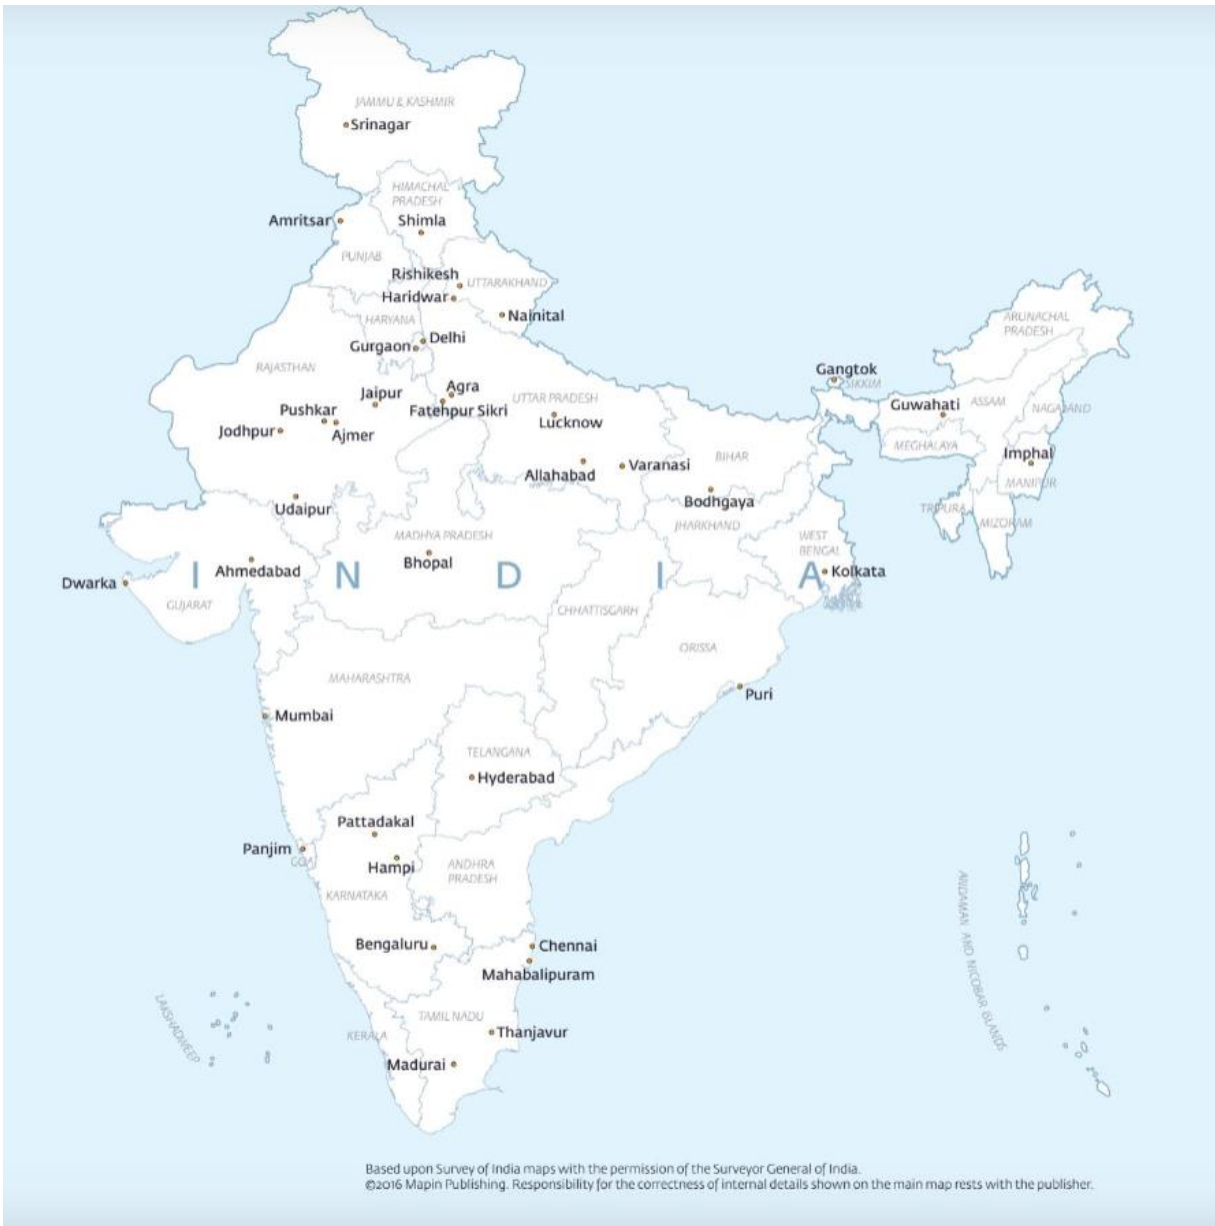 JAMMU & KASHMIR
Srinagar
HIMACHAL
PRADESH
Amritsar
Shimla
PUNJAB
Rishikesh
UTTARAKHAND
Haridwar
Nainital
HARYANA
Delhi
Gurgaon
ARUNACHAL
PRADESH
RAJASTHAN
Gangtok
SIKKIM
Jaipur
Agra
UTTAR PRADESH
Pushkar
Fatehpur Sikri
Guwahati
ASSAM
NAGALAND
Lucknow
Jodhpur
Ajmer
MEGHALAYA
Imphal
BIHAR
Varanasi
Allahabad
MANIPUR
Bodhgaya
Udaipur
TRIPURA
MIZORAM
JHARKHAND
MADHYA PRADESH
WEST
BENGAL
Bhopal
Ahmedabad
Dwarka
I N D I A
Kolkata
GUJARAT
CHHATTISGARH
ORISSA
MAHARASHTRA
Puri
Mumbai
TELANGANA
Hyderabad
Pattadakal
Panjim
GOA
Hampi
ANDHRA
PRADESH
KARNATAKA
Bengaluru
Chennai
Mahabalipuram
ANDAMAN AND NICOBAR ISLANDS
LAKSHADWEEP
TAMIL NADU
KERALA
Thanjavur
Madurai
Based upon Survey of India maps with the permission of the Surveyor General of India.
©2016 Mapin Publishing. Responsibility for the correctness of internal details shown on the main map rests with the publisher.